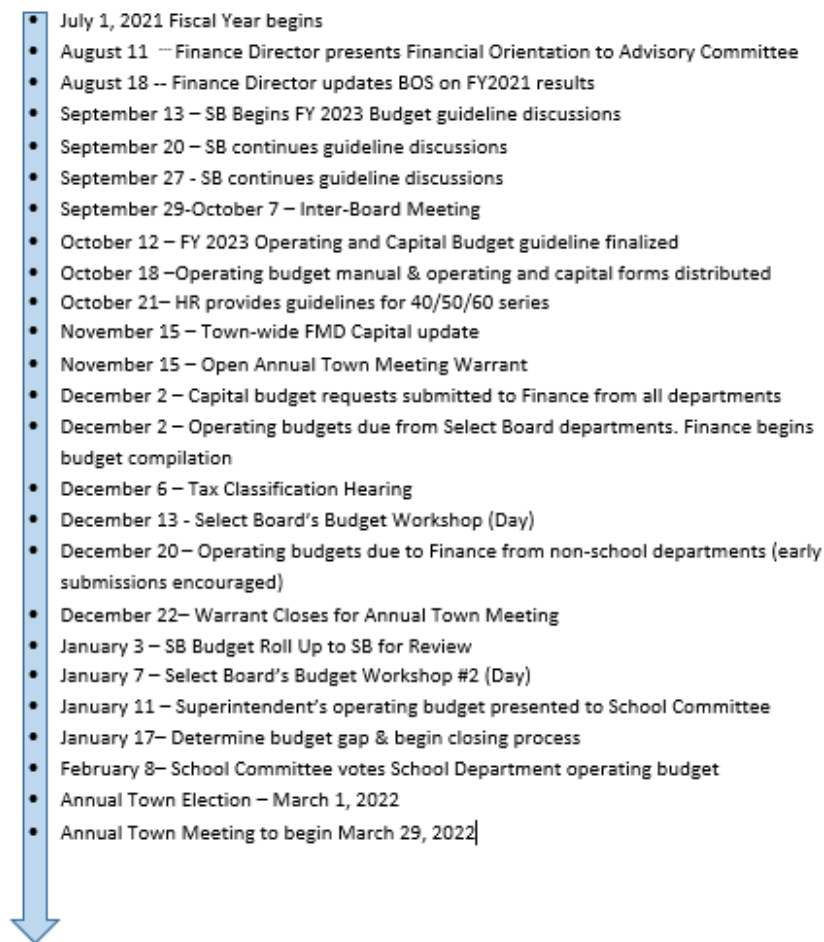 • July 1, 2021 Fiscal Year begins
• August 11 -- Finance Director presents Financial Orientation to Advisory Committee
• August 18 -- Finance Director updates BOS on FY2021 results
• September 13 – SB Begins FY 2023 Budget guideline discussions
• September 20 – SB continues guideline discussions
• September 27 - SB continues guideline discussions
• September 29-October 7 – Inter-Board Meeting
• October 12 – FY 2023 Operating and Capital Budget guideline finalized
• October 18 –Operating budget manual & operating and capital forms distributed
• October 21– HR provides guidelines for 40/50/60 series
• November 15 – Town-wide FMD Capital update
• November 15 – Open Annual Town Meeting Warrant
• December 2 – Capital budget requests submitted to Finance from all departments
• December 2 – Operating budgets due from Select Board departments. Finance begins
budget compilation
• December 6 – Tax Classification Hearing
• December 13 - Select Board’s Budget Workshop (Day)
• December 20 – Operating budgets due to Finance from non-school departments (early
submissions encouraged)
• December 22– Warrant Closes for Annual Town Meeting
• January 3 – SB Budget Roll Up to SB for Review
• January 7 – Select Board’s Budget Workshop #2 (Day)
• January 11 – Superintendent’s operating budget presented to School Committee
• January 17– Determine budget gap & begin closing process
• February 8– School Committee votes School Department operating budget
• Annual Town Election – March 1, 2022
• Annual Town Meeting to begin March 29, 2022